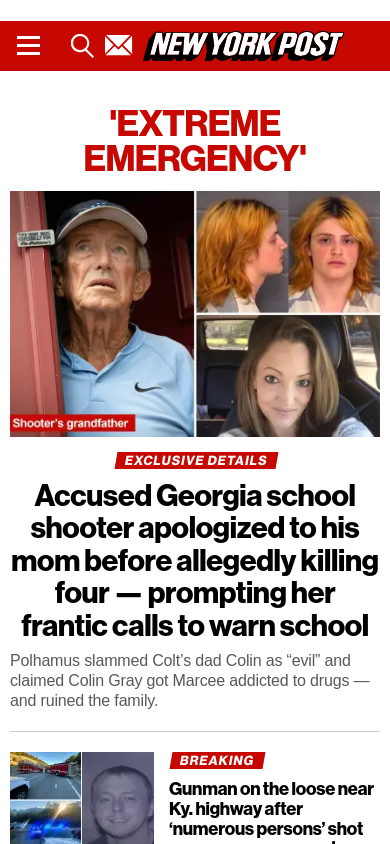 NEW YORK POST
'EXTREME
EMERGENCY'
Shooter's grandfather
EXCLUSIVE DETAILS
Accused Georgia school
shooter apologized to his
mom before allegedly killing
four — prompting her
frantic calls to warn school
Polhamus slammed Colt’s dad Colin as “evil” and
claimed Colin Gray got Marcee addicted to drugs —
and ruined the family.
BREAKING
Gunman on the loose near
Ky. highway after
‘numerous persons’ shot